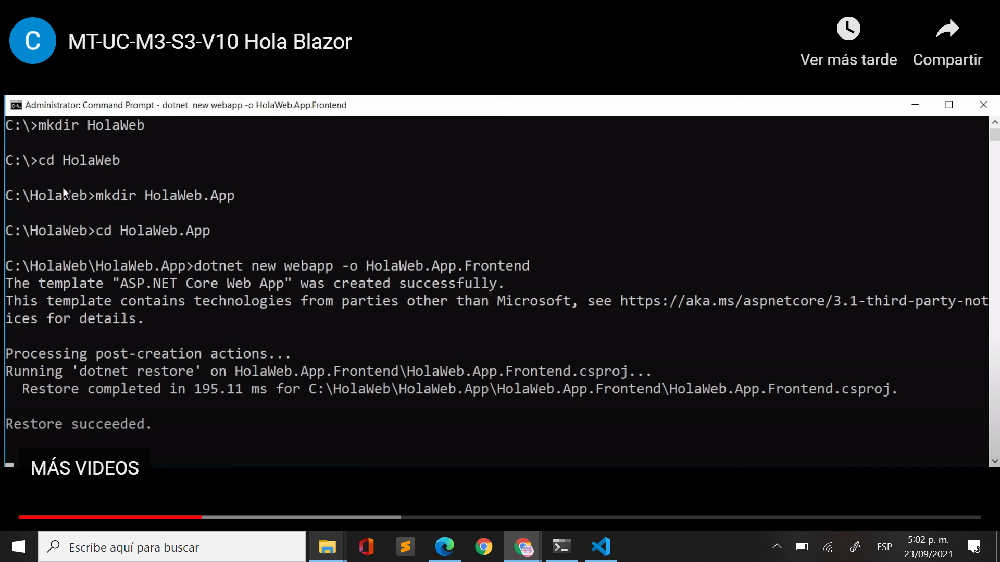 C
MT-UC-M3-S3-V10 Hola Blazor
Ver más tarde
Compartir
Administrator: Command Prompt - dotnet  new webapp -o HolaWeb.App.Frontend
C:\>mkdir HolaWeb
C:\>cd HolaWeb
C:\HolaWeb>mkdir HolaWeb.App
C:\HolaWeb>cd HolaWeb.App
C:\HolaWeb\HolaWeb.App>dotnet new webapp -o HolaWeb.App.Frontend
The template "ASP.NET Core Web App" was created successfully.
This template contains technologies from parties other than Microsoft, see https://aka.ms/aspnetcore/3.1-third-party-not
ices for details.
Processing post-creation actions...
Running 'dotnet restore' on HolaWeb.App.Frontend\HolaWeb.App.Frontend.csproj...
  Restore completed in 195.11 ms for C:\HolaWeb\HolaWeb.App\HolaWeb.App.Frontend\HolaWeb.App.Frontend.csproj.
Restore succeeded.
MÁS VIDEOS
Escribe aquí para buscar
ESP
5:02 p. m.
23/09/2021